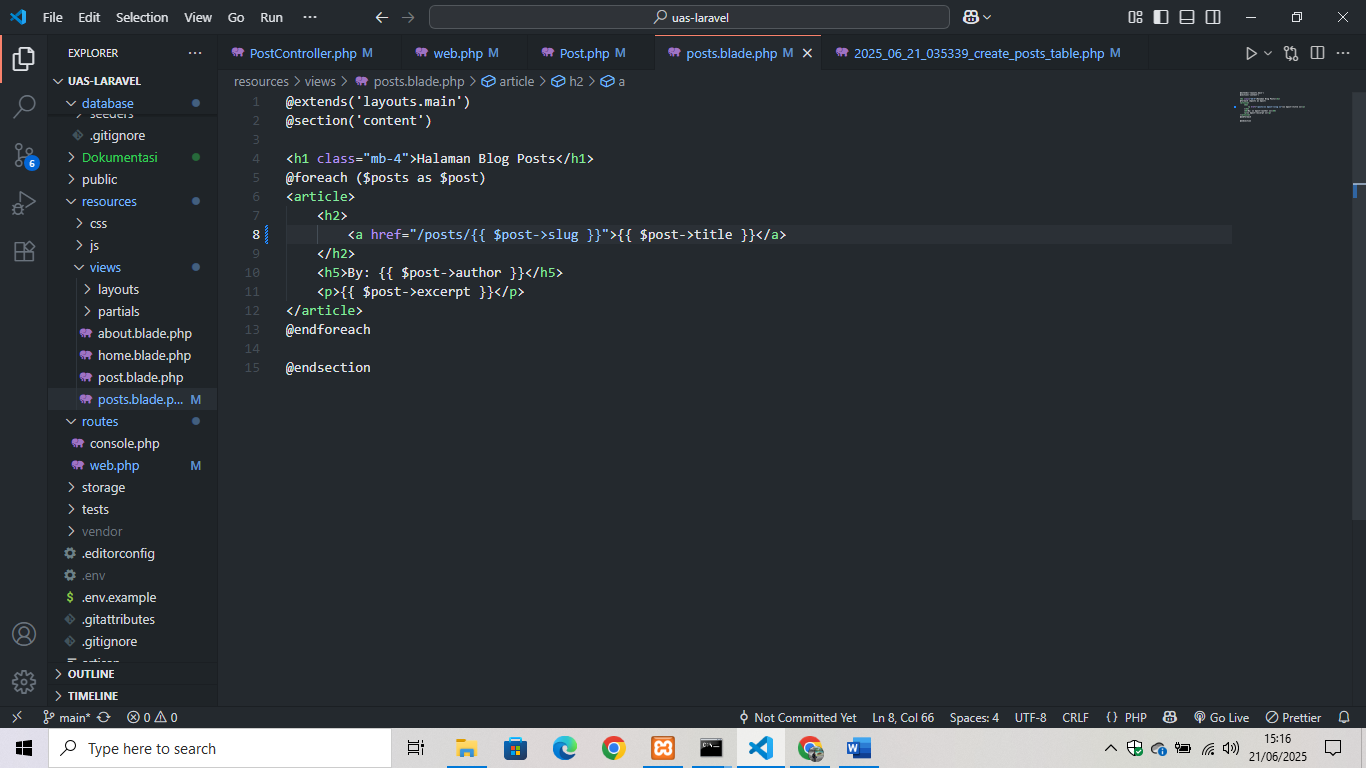 File Edit Selection View Go Run ··· uas-laravel
EXPLORER ···
PostController.php M web.php M Post.php M posts.blade.php M 2025_06_21_035339_create_posts_table.php M
UAS-LARAVEL
resources > views > posts.blade.php > article > h2 > a
database
seeders
.gitignore
Dokumentasi
public
resources
css
js
views
layouts
partials
about.blade.php
home.blade.php
post.blade.php
posts.blade.p... M
routes
console.php
web.php M
storage
tests
vendor
.editorconfig
.env
.env.example
.gitattributes
.gitignore
OUTLINE
TIMELINE
6
1 @extends('layouts.main')
2 @section('content')
3
4 <h1 class="mb-4">Halaman Blog Posts</h1>
5 @foreach ($posts as $post)
6 <article>
7 <h2>
8 <a href="/posts/{{ $post->slug }}">{{ $post->title }}</a>
9 </h2>
10 <h5>By: {{ $post->author }}</h5>
11 <p>{{ $post->excerpt }}</p>
12 </article>
13 @endforeach
14
15 @endsection
main* 0 0 Not Committed Yet Ln 8, Col 66 Spaces: 4 UTF-8 CRLF {} PHP Go Live Prettier
Type here to search
15:16
21/06/2025